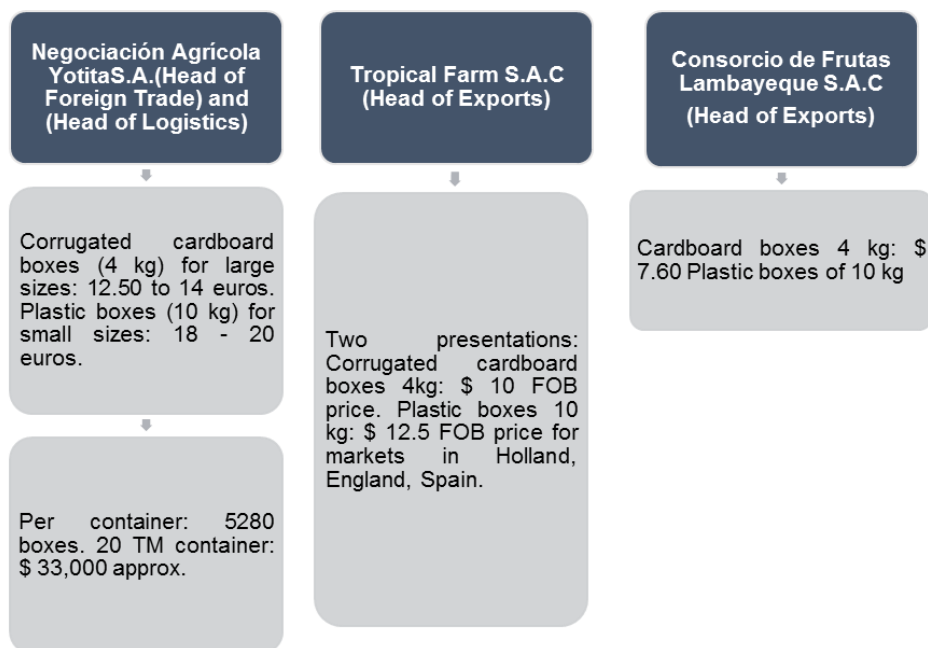 Negociación Agrícola
YotitaS.A.(Head of
Foreign Trade) and
(Head of Logistics)
Corrugated cardboard
boxes (4 kg) for large
sizes: 12.50 to 14 euros.
Plastic boxes (10 kg) for
small sizes: 18 - 20
euros.
Per container: 5280
boxes. 20 TM container:
$ 33,000 approx.
Tropical Farm S.A.C
(Head of Exports)
Two presentations:
Corrugated cardboard
boxes 4kg: $ 10 FOB
price. Plastic boxes 10
kg: $ 12.5 FOB price for
markets in Holland,
England, Spain.
Consorcio de Frutas
Lambayeque S.A.C
(Head of Exports)
Cardboard boxes 4 kg: $
7.60 Plastic boxes of 10 kg